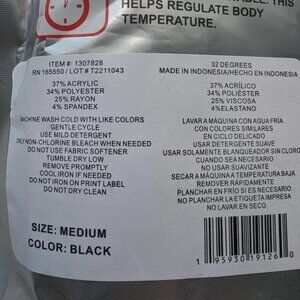 HELPS REGULATE BODY
TEMPERATURE.
ITEM #: 1307828
RN 165550 / LOT # T2211043
37% ACRYLIC
34% POLYESTER
25% RAYON
4% SPANDEX
MACHINE WASH COLD WITH LIKE COLORS
GENTLE CYCLE
USE MILD DETERGENT
ONLY NON-CHLORINE BLEACH WHEN NEEDED
DO NOT USE FABRIC SOFTENER
TUMBLE DRY LOW
REMOVE PROMPTLY
COOL IRON IF NEEDED
DO NOT IRON ON PRINT LABEL
DO NOT DRY CLEAN
SIZE: MEDIUM
COLOR: BLACK
32 DEGREES
MADE IN INDONESIA/HECHO EN INDONESIA
37% ACRÍLICO
34% POLIÉSTER
25% VISCOSA
4%ELASTANO
LAVAR A MÁQUINA CON AGUA FRÍA
CON COLORES SIMILARES
EN CICLO DELICADO
USAR DETERGENTE SUAVE
USAR SOLAMENTE BLANQUEADOR SIN CLORO
CUANDO SEA NECESARIO
NO USAR SUAVIZANTE
SECAR A MÁQUINA A TEMPERATURA BAJA
REMOVER RAPIDAMENTE
PLANCHAR EN FRÍO SI ES NECESARIO
NO PLANCHAR LA ETIQUETA IMPRESA
NO LAVAR EN SECO
1 95930 19126 0